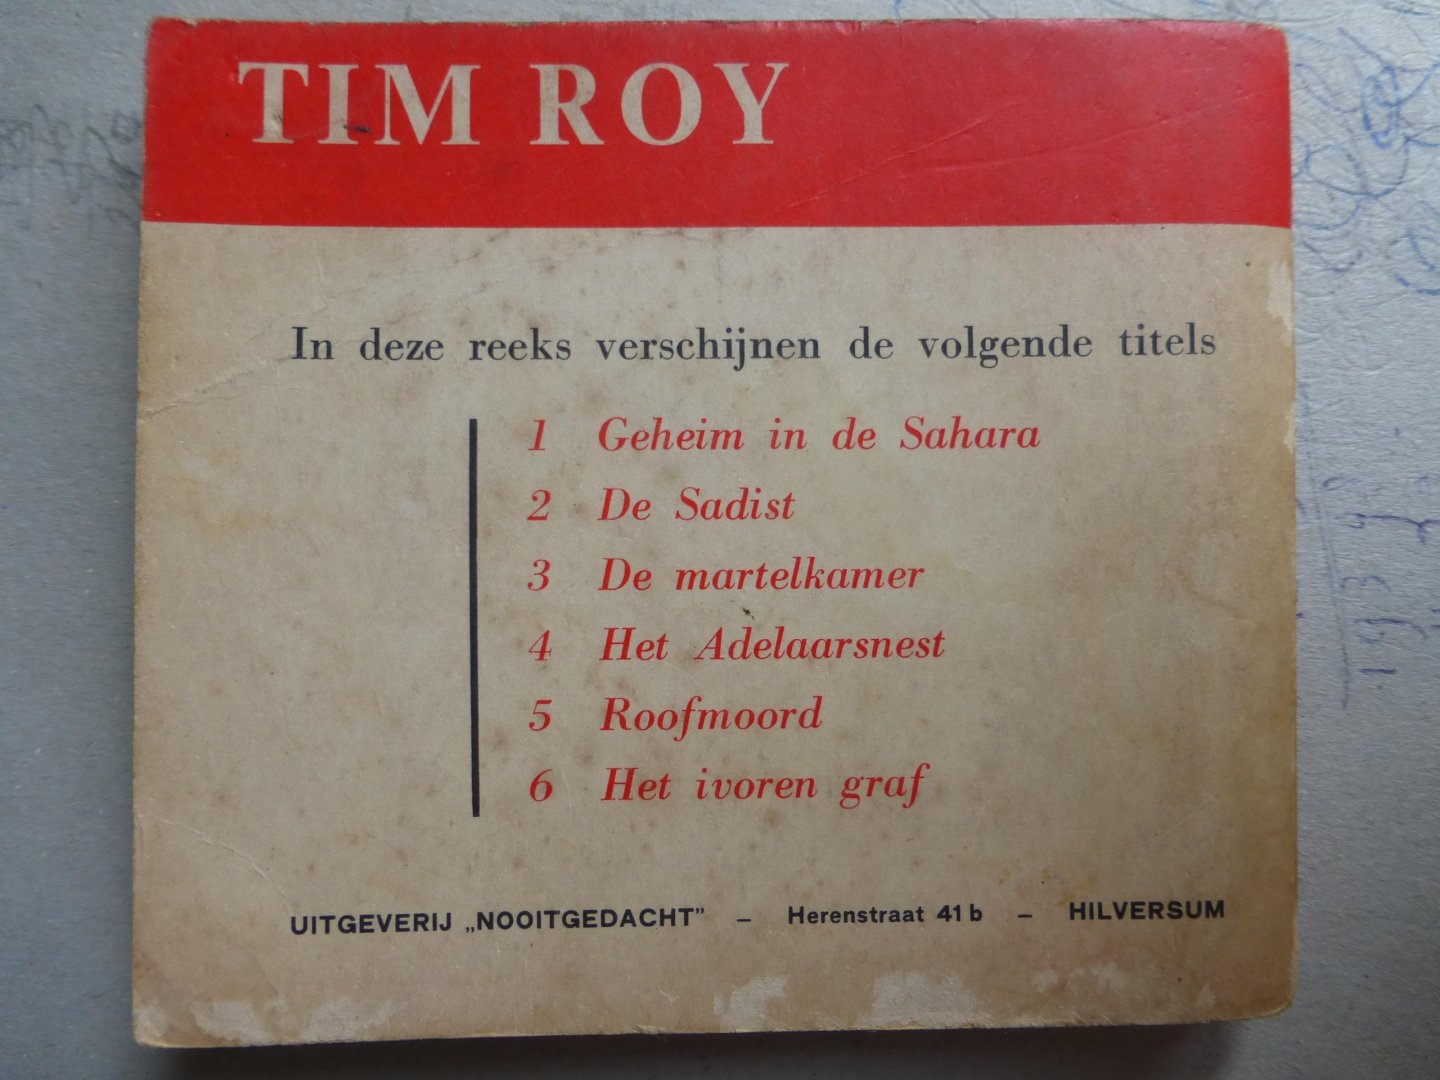 TIM ROY
In deze reeks verschijnen de volgende titels
1 Geheim in de Sahara
2 De Sadist
3 De martelkamer
4 Het Adelaarsnest
5 Roofmoord
6 Het ivoren graf
UITGEVERIJ „NOOITGEDACHT” – Herenstraat 41 b – HILVERSUM